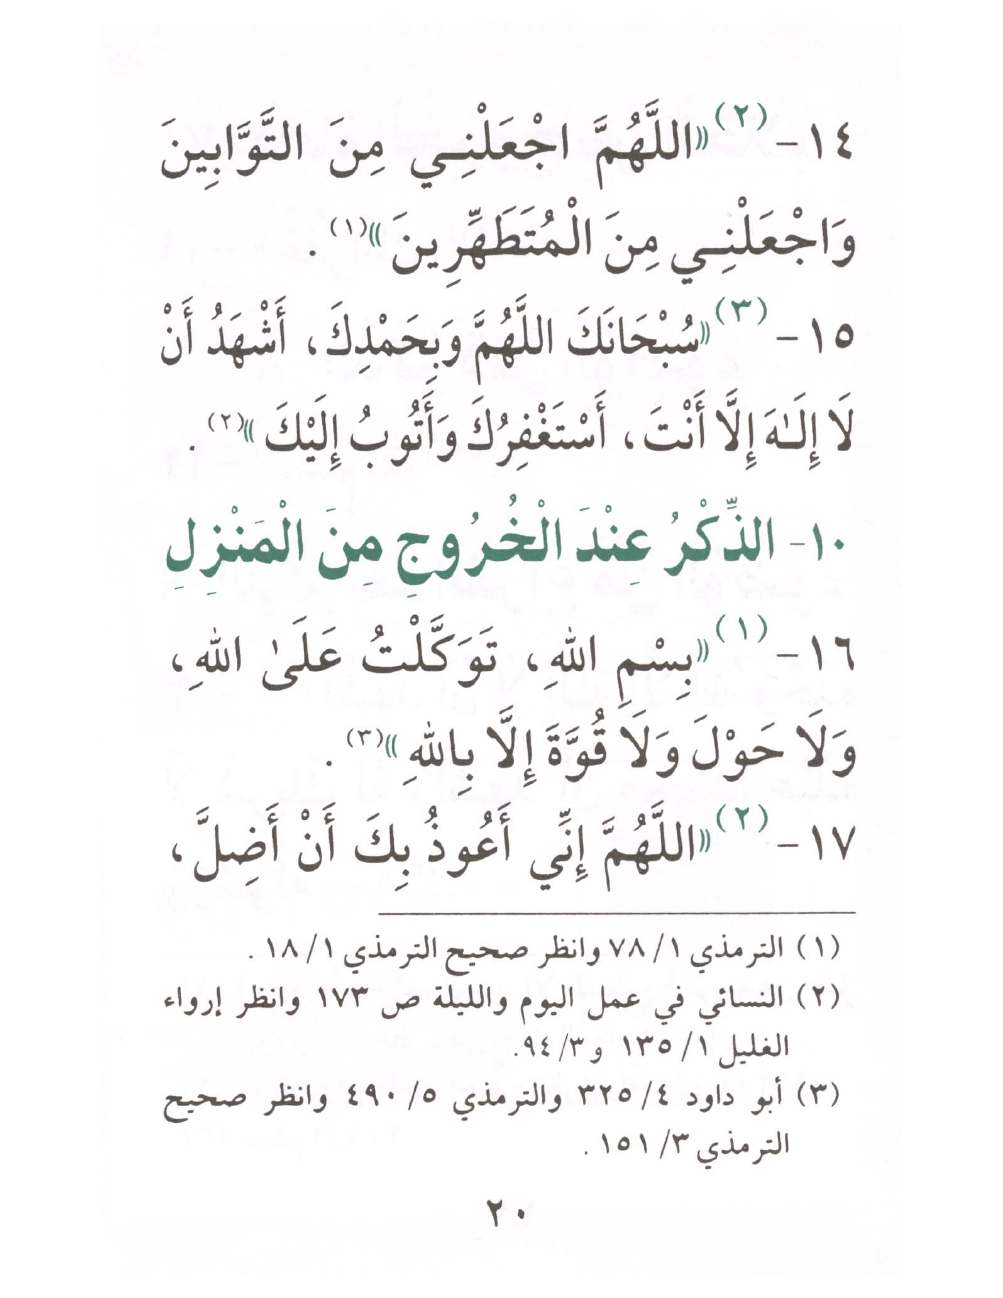 ١٤-(٢)«اللَّهُمَّ اجْعَلْنِي مِنَ التَّوَّابِينَ
وَاجْعَلْنِي مِنَ الْمُتَطَهِّرِينَ»(١).
١٥-(٣)«سُبْحَانَكَ اللَّهُمَّ وَبِحَمْدِكَ، أَشْهَدُ أَنْ
لَا إِلَـٰهَ إِلَّا أَنْتَ، أَسْتَغْفِرُكَ وَأَتُوبُ إِلَيْكَ»(٢).
١٠- الذِّكْرُ عِنْدَ الْخُرُوجِ مِنَ الْمَنْزِلِ
١٦-(١)«بِسْمِ اللهِ، تَوَكَّلْتُ عَلَىٰ اللهِ،
وَلَا حَوْلَ وَلَا قُوَّةَ إِلَّا بِاللهِ»(٣).
١٧-(٢)«اللَّهُمَّ إِنِّي أَعُوذُ بِكَ أَنْ أَضِلَّ،
(١) الترمذي ١/ ٧٨ وانظر صحيح الترمذي ١/ ١٨.
(٢) النسائي في عمل اليوم والليلة ص ١٧٣ وانظر إرواء
الغليل ١/ ١٣٥ و٣/ ٩٤.
(٣) أبو داود ٤/ ٣٢٥ والترمذي ٥/ ٤٩٠ وانظر صحيح
الترمذي ٣/ ١٥١.
٢٠